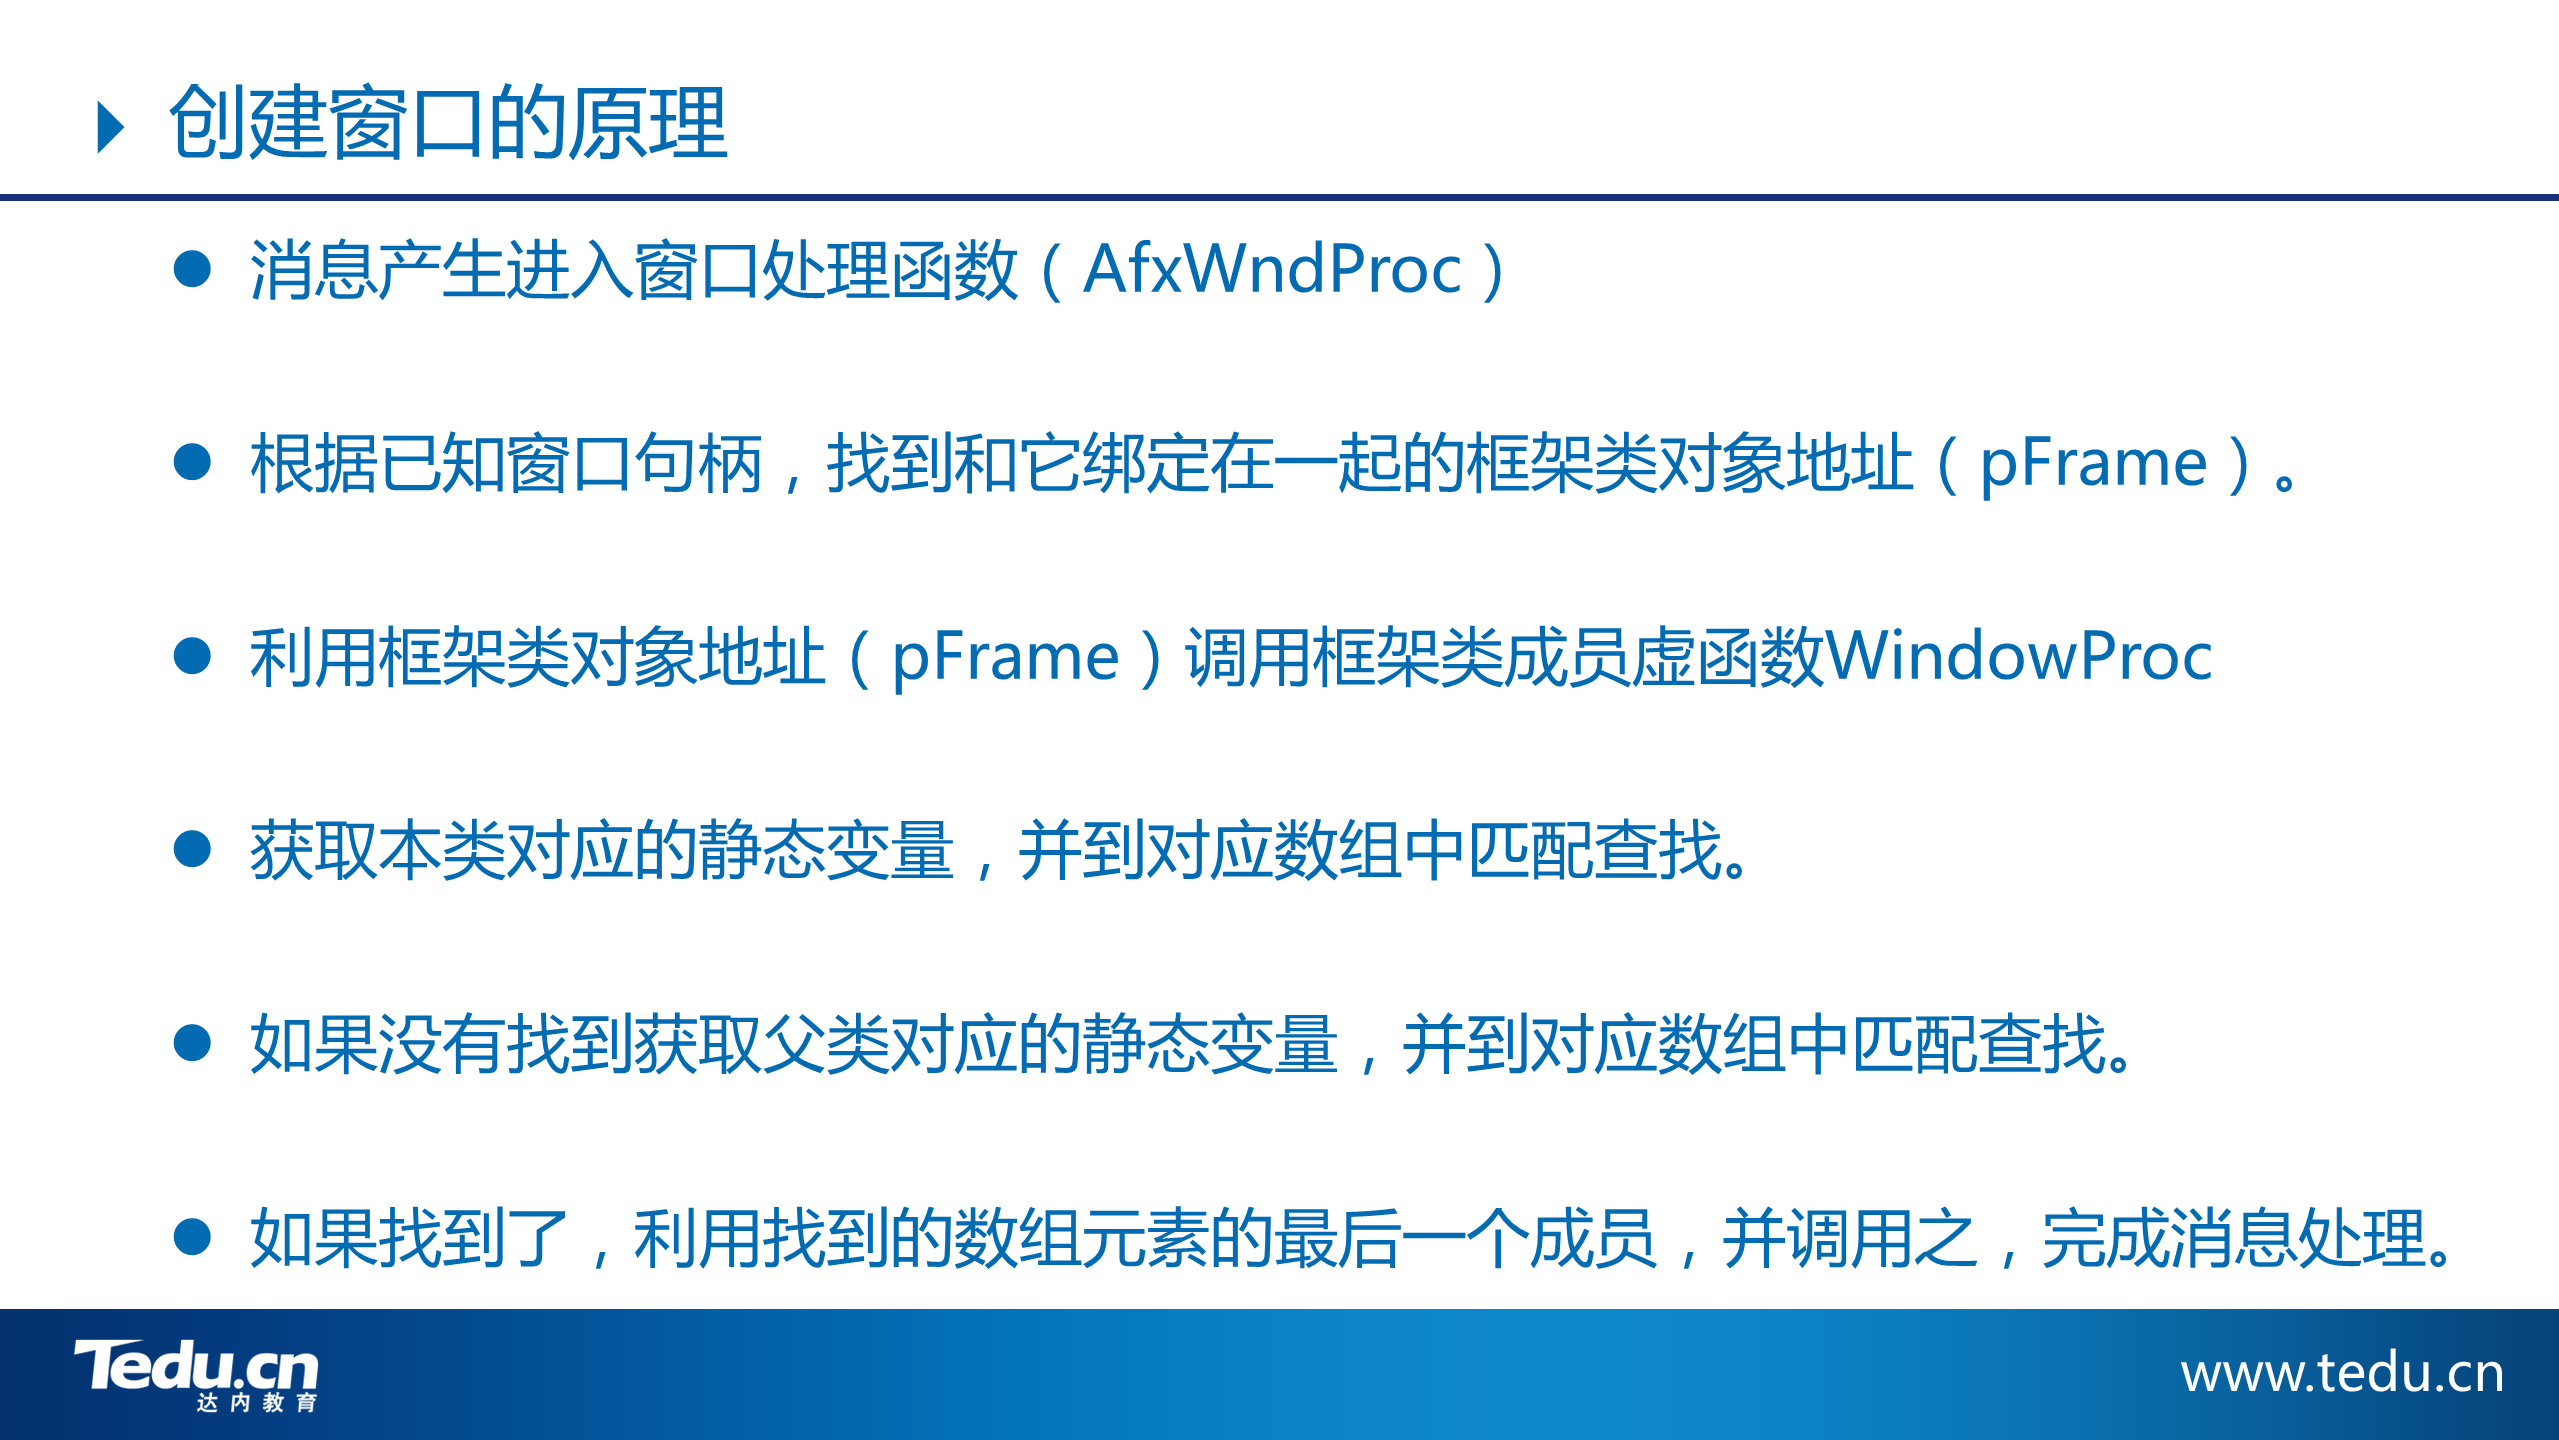 创建窗口的原理
消息产生进入窗口处理函数（AfxWndProc）
根据已知窗口句柄，找到和它绑定在一起的框架类对象地址（pFrame）。
利用框架类对象地址（pFrame）调用框架类成员虚函数WindowProc
获取本类对应的静态变量，并到对应数组中匹配查找。
如果没有找到获取父类对应的静态变量，并到对应数组中匹配查找。
如果找到了，利用找到的数组元素的最后一个成员，并调用之，完成消息处理。
Tedu.cn
达内教育
www.tedu.cn